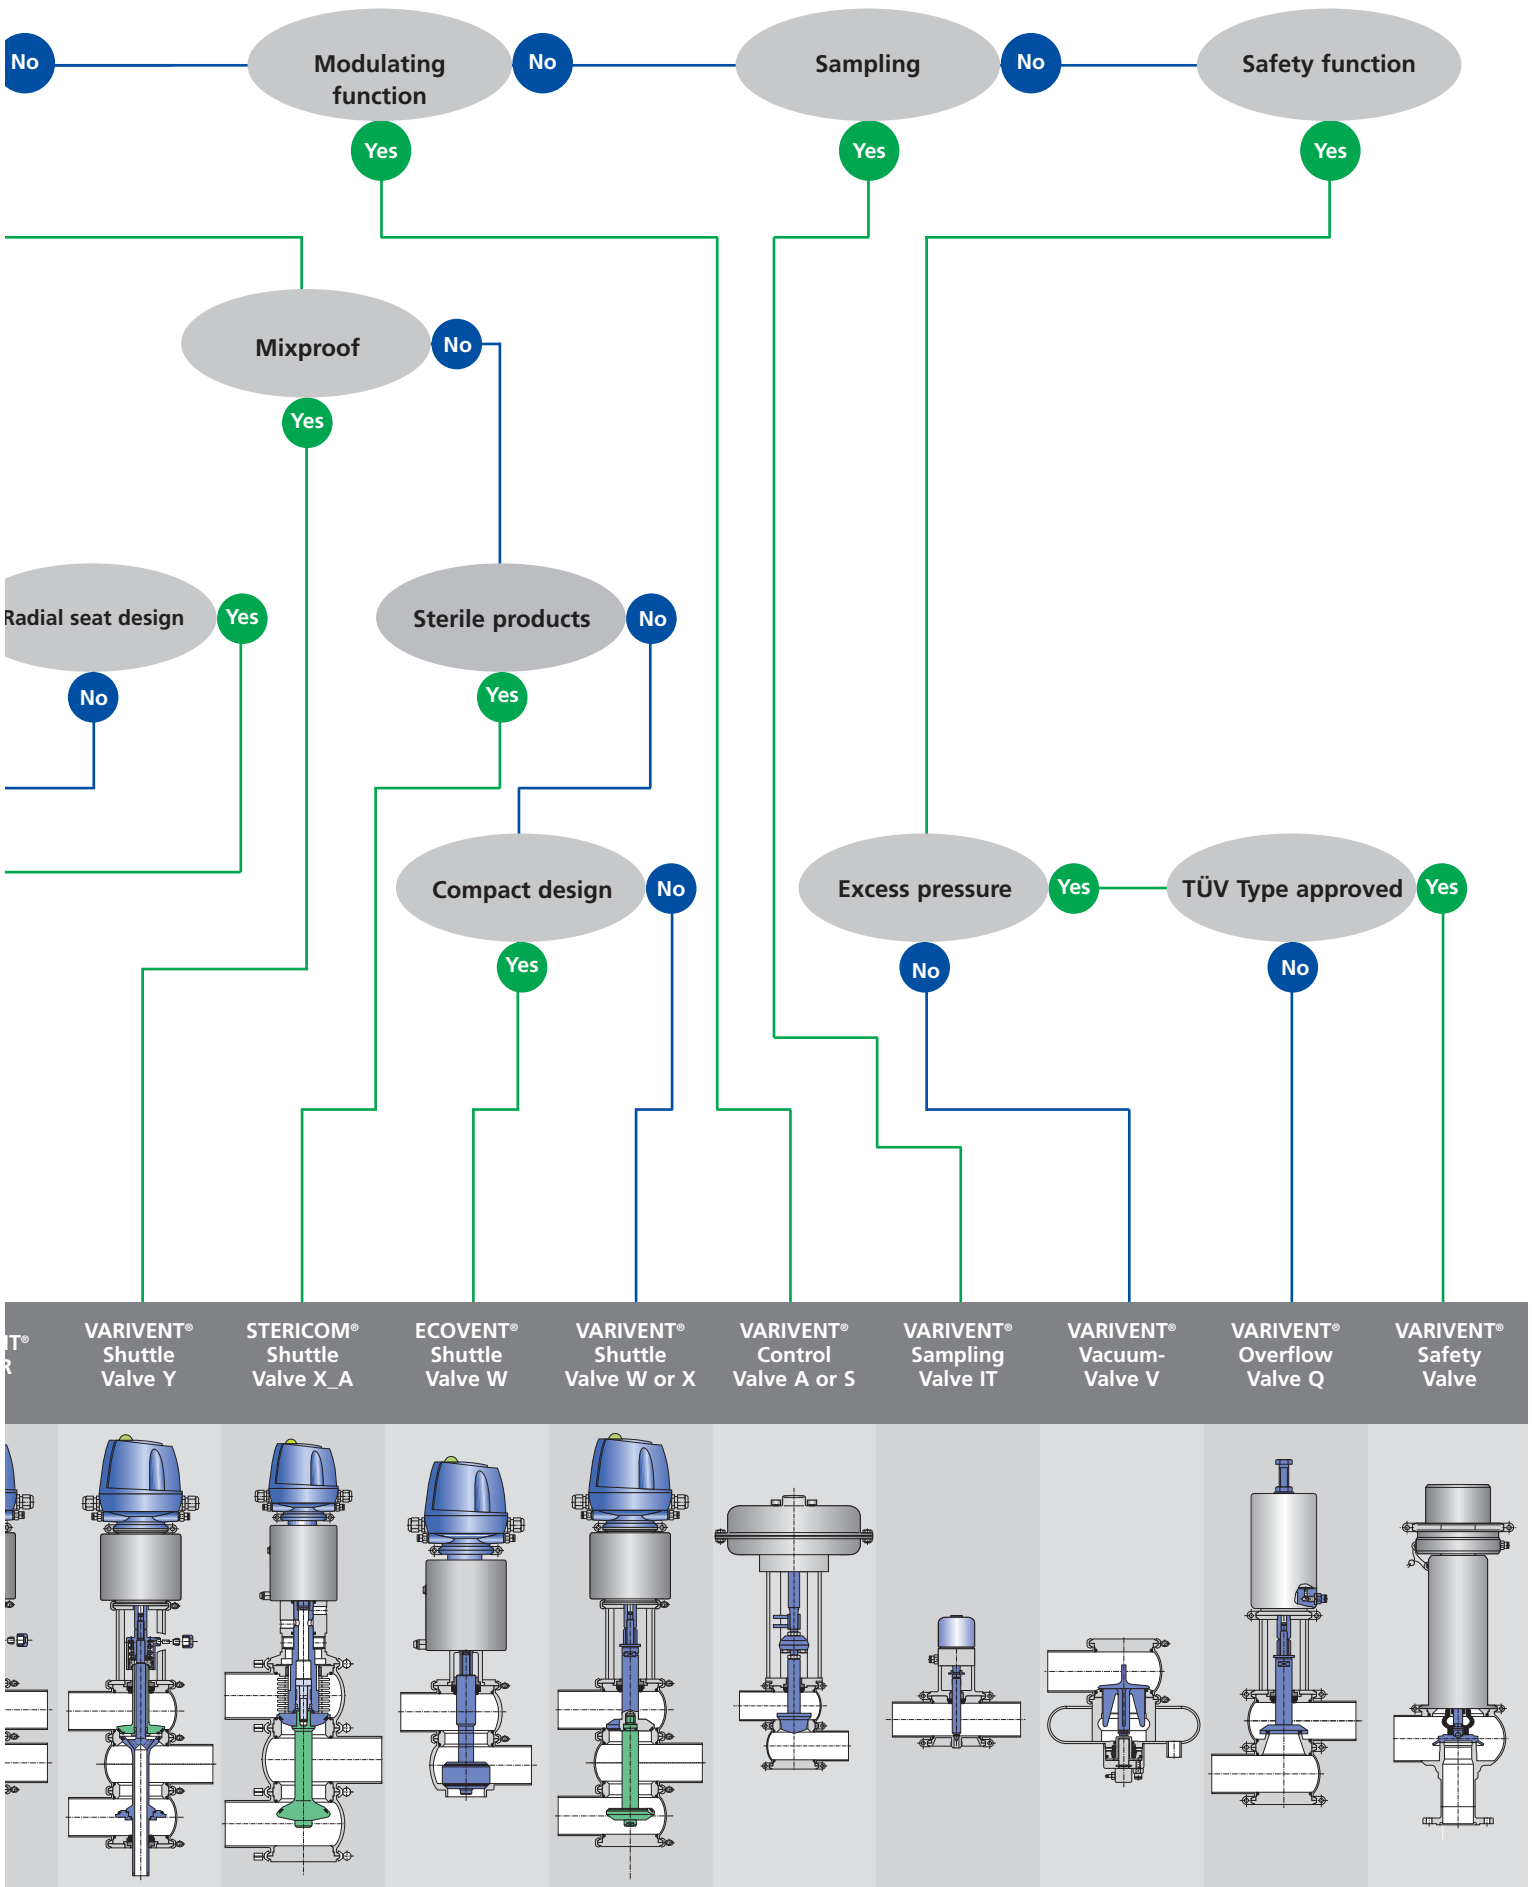 No
Modulating
function
No
Sampling
No
Safety function
Yes
Yes
Yes
Mixproof
No
Yes
Radial seat design
Yes
No
Sterile products
No
Yes
Compact design
No
Yes
Excess pressure
Yes
TÜV Type approved
Yes
No
No
NT®
R
VARIVENT®
Shuttle
Valve Y
STERICOM®
Shuttle
Valve X_A
ECOVENT®
Shuttle
Valve W
VARIVENT®
Shuttle
Valve W or X
VARIVENT®
Control
Valve A or S
VARIVENT®
Sampling
Valve IT
VARIVENT®
Vacuum-
Valve V
VARIVENT®
Overflow
Valve Q
VARIVENT®
Safety
Valve